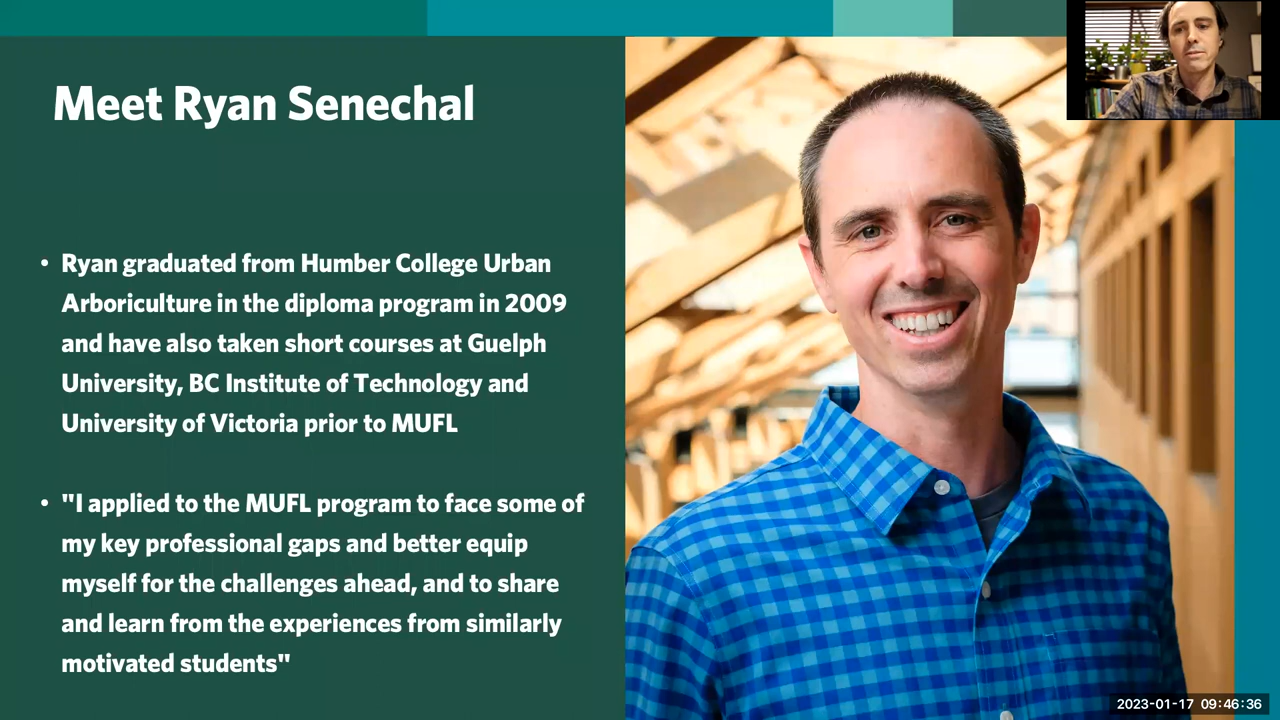 Meet Ryan Senechal
• Ryan graduated from Humber College Urban
Arboriculture in the diploma program in 2009
and have also taken short courses at Guelph
University, BC Institute of Technology and
University of Victoria prior to MUFL
• "I applied to the MUFL program to face some of
my key professional gaps and better equip
myself for the challenges ahead, and to share
and learn from the experiences from similarly
motivated students"
2023-01-17 09:46:36